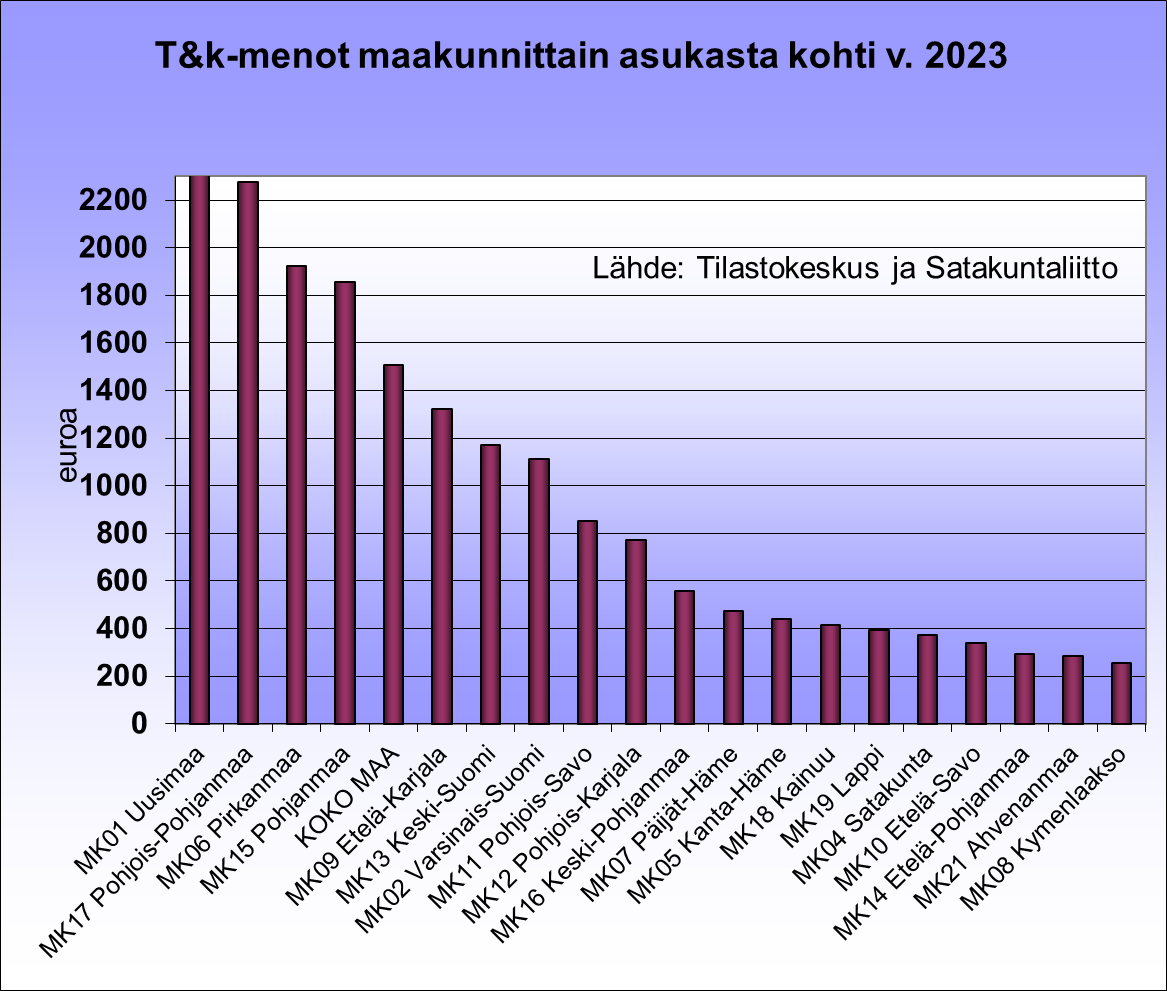 T&k-menot maakunnittain asukasta kohti v. 2023
2200
2000
1800
1600
1400
1200
1000
800
600
400
200
0
euroa
Lähde: Tilastokeskus ja Satakuntaliitto
MK01 Uusimaa
MK17 Pohjois-Pohjanmaa
MK06 Pirkanmaa
MK15 Pohjanmaa
KOKO MAA
MK09 Etelä-Karjala
MK13 Keski-Suomi
MK02 Varsinais-Suomi
MK11 Pohjois-Savo
MK12 Pohjois-Karjala
MK16 Keski-Pohjanmaa
MK07 Päijät-Häme
MK05 Kanta-Häme
MK18 Kainuu
MK19 Lappi
MK04 Satakunta
MK10 Etelä-Savo
MK14 Etelä-Pohjanmaa
MK21 Ahvenanmaa
MK08 Kymenlaakso